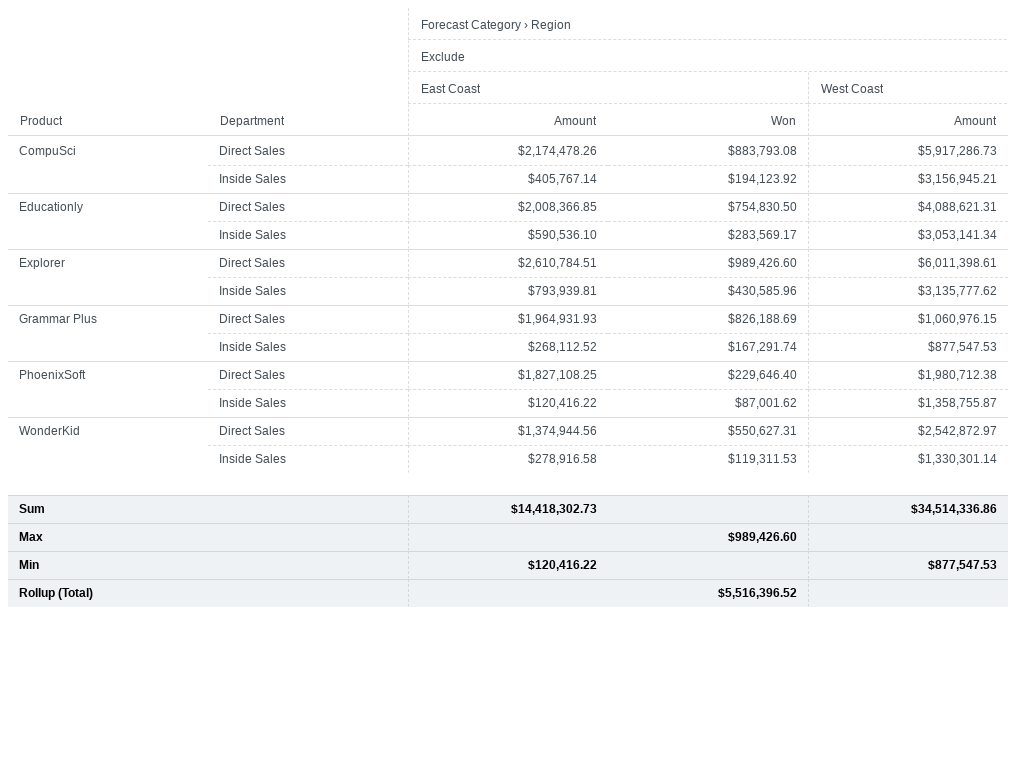 Forecast Category › Region
Exclude
East Coast West Coast
Product Department Amount Won Amount
CompuSci Direct Sales $2,174,478.26 $883,793.08 $5,917,286.73
Inside Sales $405,767.14 $194,123.92 $3,156,945.21
Educationly Direct Sales $2,008,366.85 $754,830.50 $4,088,621.31
Inside Sales $590,536.10 $283,569.17 $3,053,141.34
Explorer Direct Sales $2,610,784.51 $989,426.60 $6,011,398.61
Inside Sales $793,939.81 $430,585.96 $3,135,777.62
Grammar Plus Direct Sales $1,964,931.93 $826,188.69 $1,060,976.15
Inside Sales $268,112.52 $167,291.74 $877,547.53
PhoenixSoft Direct Sales $1,827,108.25 $229,646.40 $1,980,712.38
Inside Sales $120,416.22 $87,001.62 $1,358,755.87
WonderKid Direct Sales $1,374,944.56 $550,627.31 $2,542,872.97
Inside Sales $278,916.58 $119,311.53 $1,330,301.14
Sum $14,418,302.73 $34,514,336.86
Max $989,426.60
Min $120,416.22 $877,547.53
Rollup (Total) $5,516,396.52